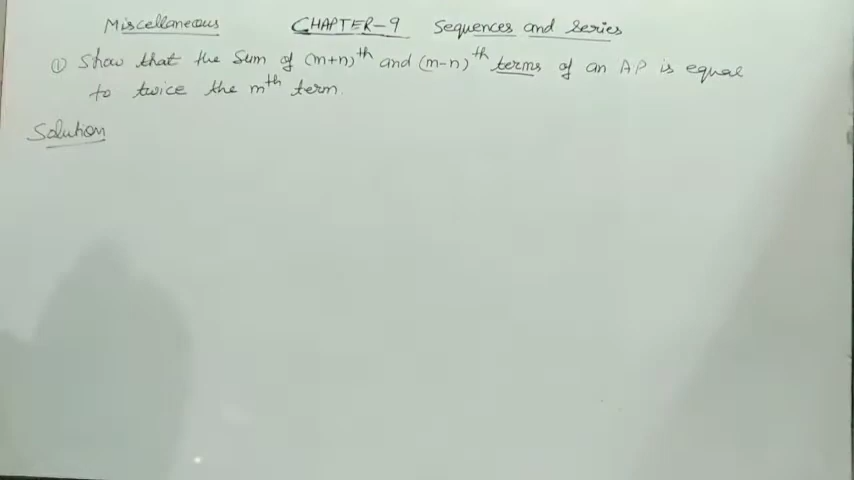 Miscellaneous CHAPTER-9 Sequences and Series
① Show that the Sum of (m+n)th and (m-n)th terms of an AP is equal
to twice the mth term.
Solution